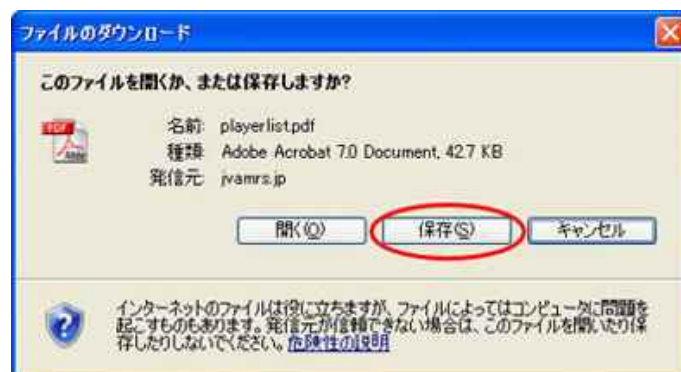 ファイルのダウンロード
このファイルを開くか、または保存しますか?
PDF
Adobe
名前: playerlist.pdf
種類: Adobe Acrobat 7.0 Document, 42.7 KB
発信元: jvamrs.jp
開く(O) 保存(S) キャンセル
インターネットのファイルは役に立ちますが、ファイルによってはコンピュータに問題を
起こすものもあります。発信元が信頼できない場合は、このファイルを開いたり保
存したりしないでください。危険性の説明